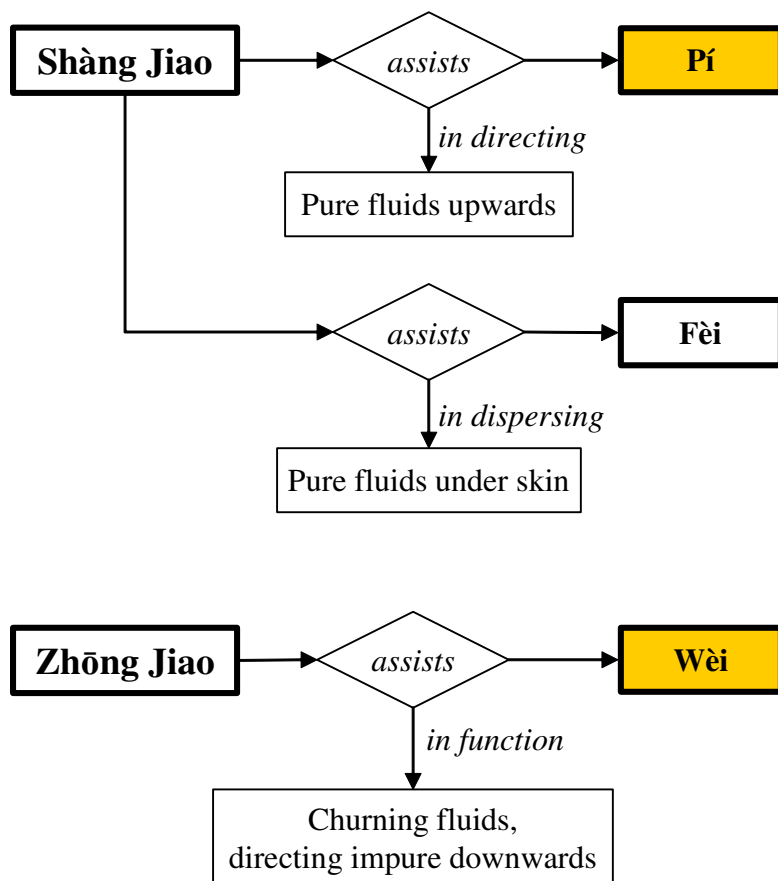 Shàng Jiao
assists
Pí
in directing
Pure fluids upwards
assists
Fèi
in dispersing
Pure fluids under skin
Zhōng Jiao
assists
Wèi
in function
Churning fluids,
directing impure downwards